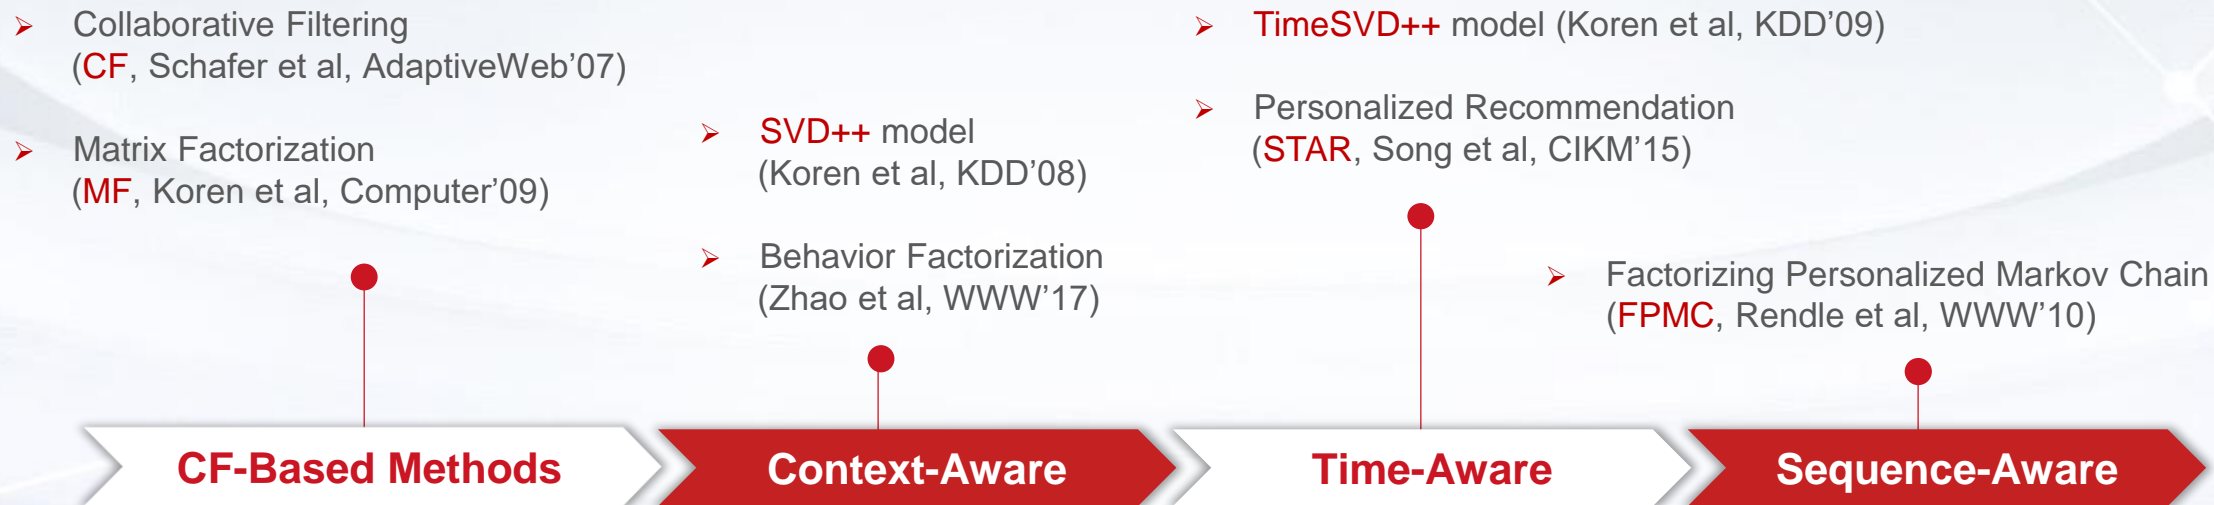 Collaborative Filtering
(CF, Schafer et al, AdaptiveWeb’07)
Matrix Factorization
(MF, Koren et al, Computer’09)
SVD++ model
(Koren et al, KDD’08)
Behavior Factorization
(Zhao et al, WWW’17)
TimeSVD++ model (Koren et al, KDD’09)
Personalized Recommendation
(STAR, Song et al, CIKM’15)
Factorizing Personalized Markov Chain
(FPMC, Rendle et al, WWW’10)
CF-Based Methods
Context-Aware
Time-Aware
Sequence-Aware